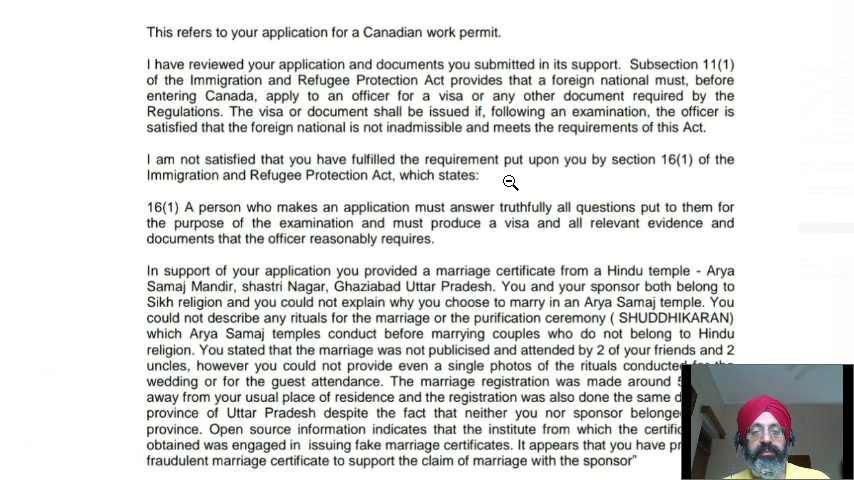 This refers to your application for a Canadian work permit.
I have reviewed your application and documents you submitted in its support. Subsection 11(1)
of the Immigration and Refugee Protection Act provides that a foreign national must, before
entering Canada, apply to an officer for a visa or any other document required by the
Regulations. The visa or document shall be issued if, following an examination, the officer is
satisfied that the foreign national is not inadmissible and meets the requirements of this Act.
I am not satisfied that you have fulfilled the requirement put upon you by section 16(1) of the
Immigration and Refugee Protection Act, which states:
16(1) A person who makes an application must answer truthfully all questions put to them for
the purpose of the examination and must produce a visa and all relevant evidence and
documents that the officer reasonably requires.
In support of your application you provided a marriage certificate from a Hindu temple - Arya
Samaj Mandir, shastri Nagar, Ghaziabad Uttar Pradesh. You and your sponsor both belong to
Sikh religion and you could not explain why you choose to marry in an Arya Samaj temple. You
could not describe any rituals for the marriage or the purification ceremony ( SHUDDHIKARAN)
which Arya Samaj temples conduct before marrying couples who do not belong to Hindu
religion. You stated that the marriage was not publicised and attended by 2 of your friends and 2
uncles, however you could not provide even a single photos of the rituals conducted for the
wedding or for the guest attendance. The marriage registration was made around
away from your usual place of residence and the registration was also done the same
province of Uttar Pradesh despite the fact that neither you nor sponsor
province. Open source information indicates that the institute from which the
obtained was engaged in issuing fake marriage certificates. It appears that you have
fraudulent marriage certificate to support the claim of marriage with the sponsor”